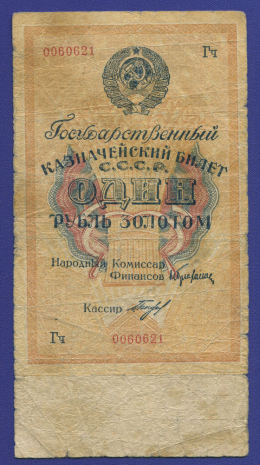 0060621 Гч
Государственный
КАЗНАЧЕЙСКИЙ БИЛЕТ
С.С.С.Р.
ОДИН
РУБЛЬ ЗОЛОТОМ
Народный Комиссар
Финансов
Кассир
Гч 0060621